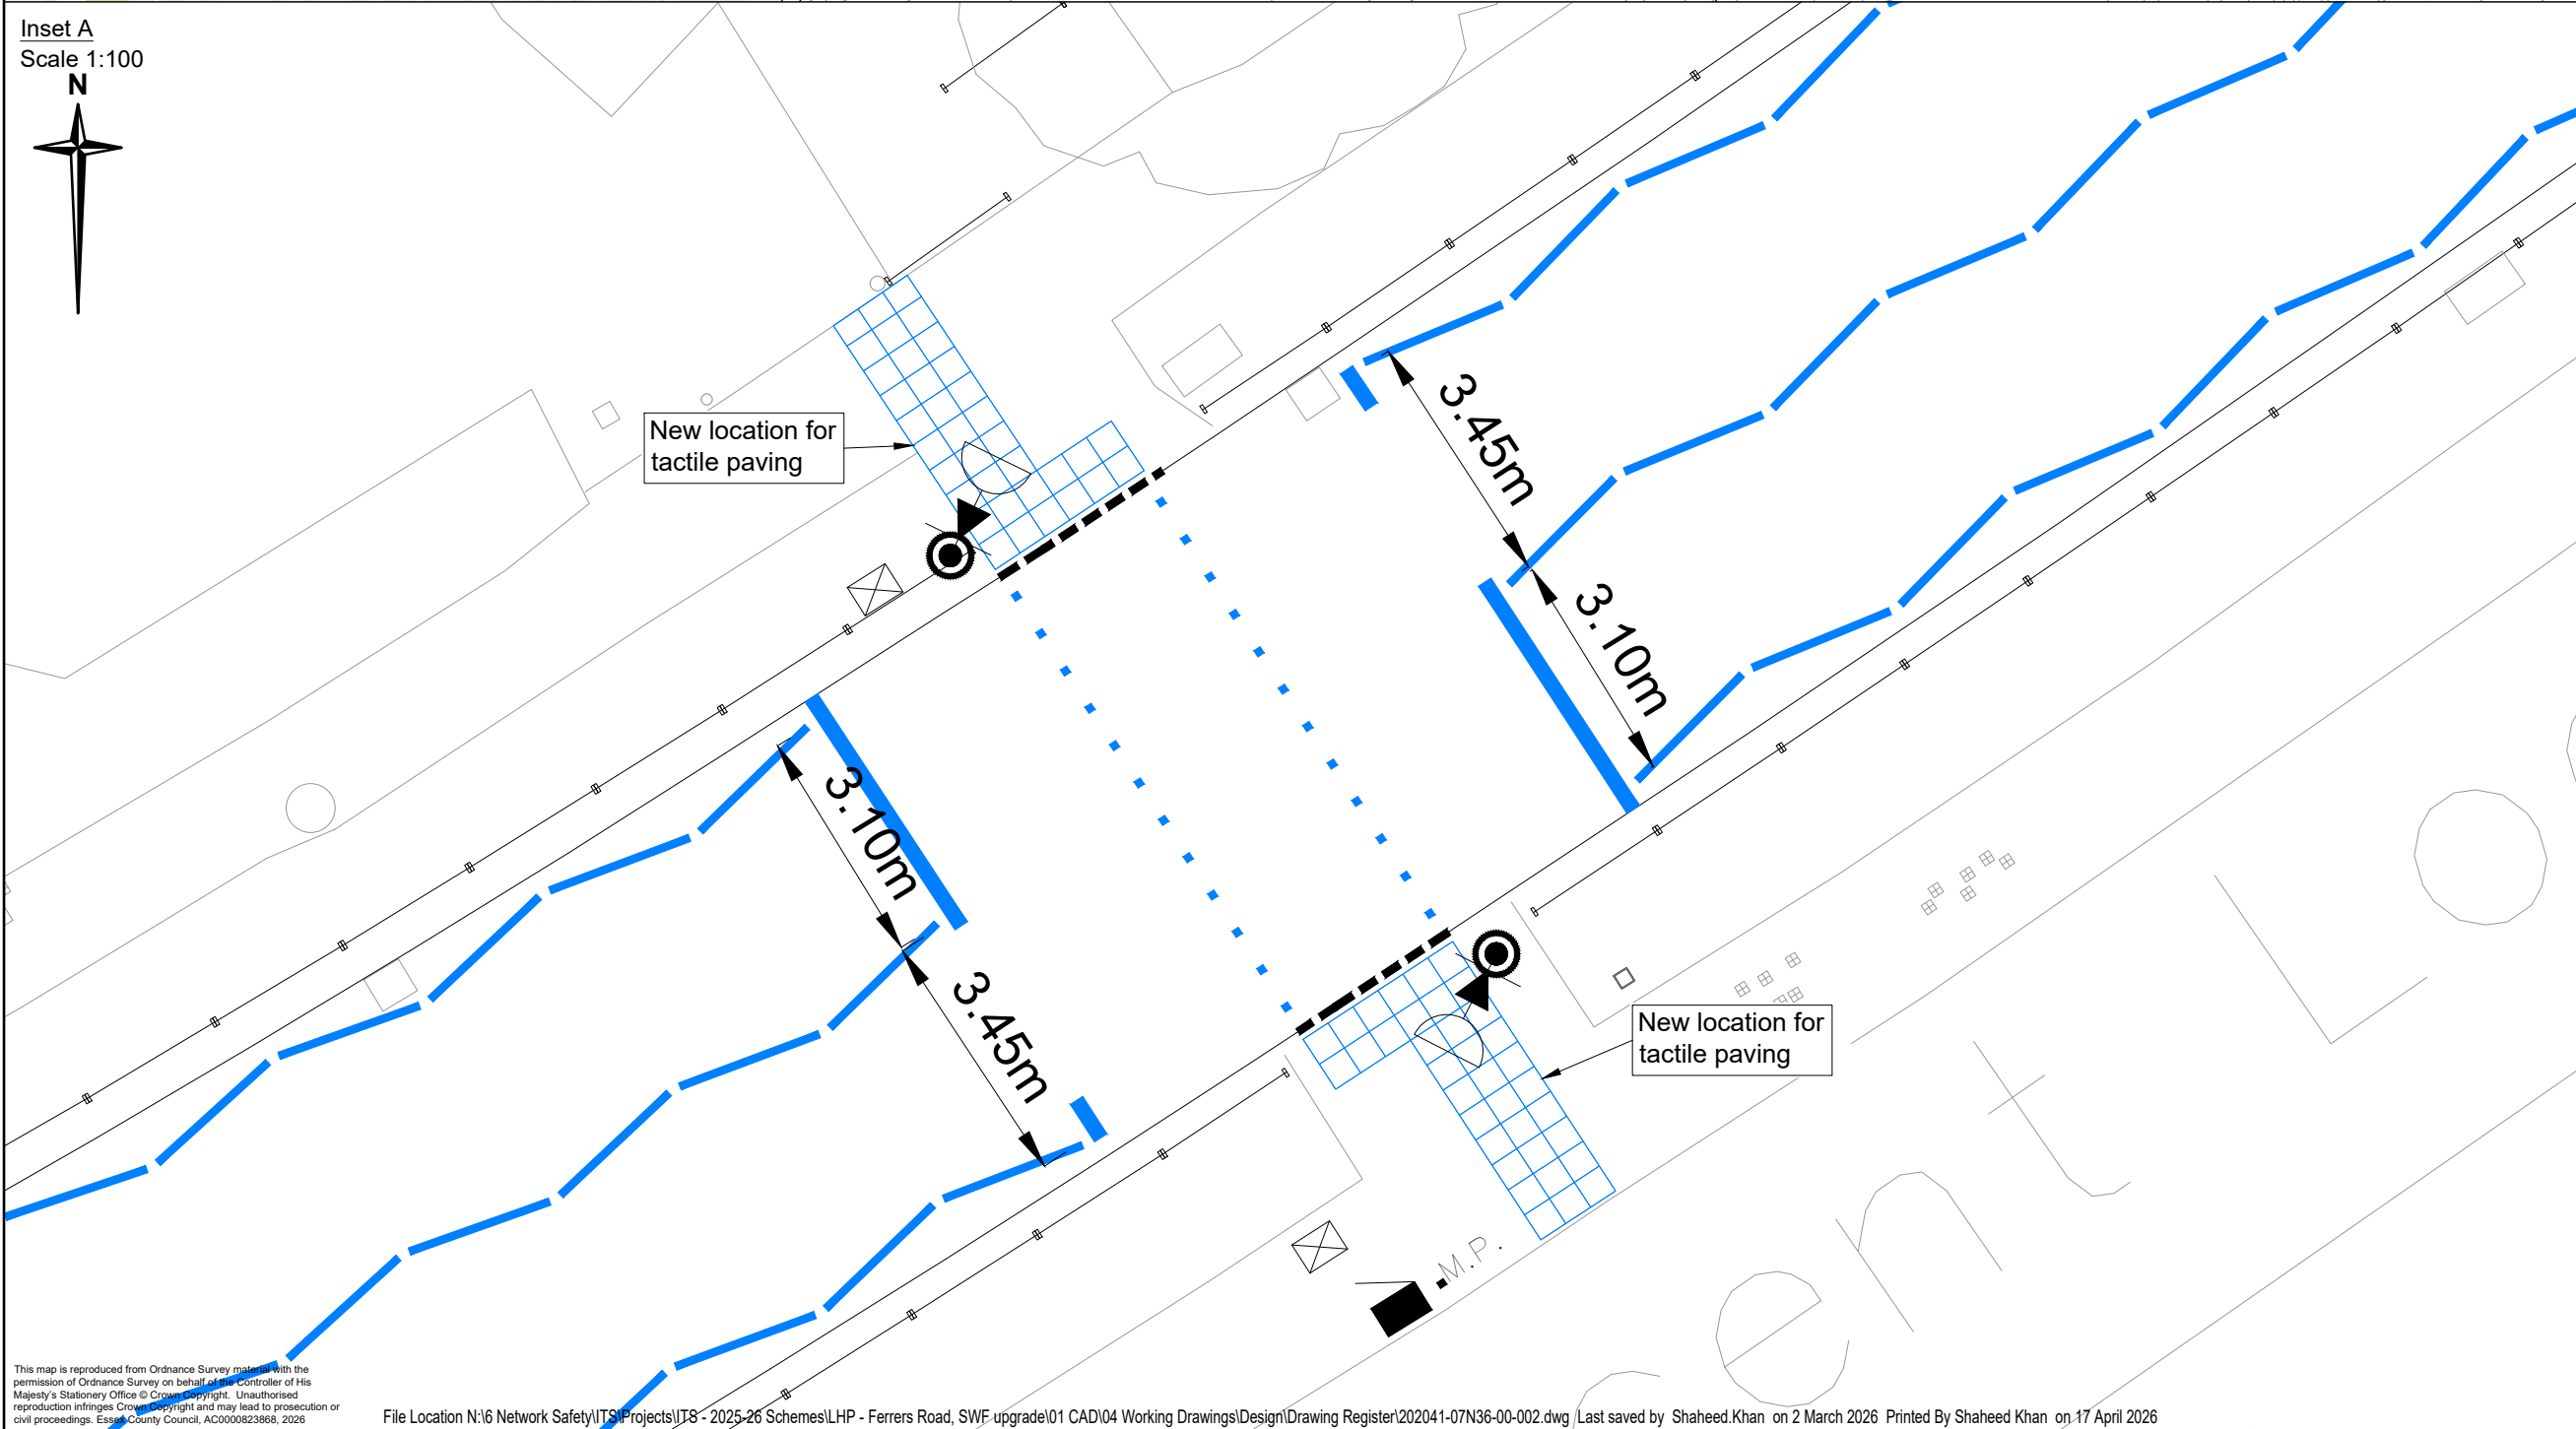 Inset A
Scale 1:100
N
New location for
tactile paving
3.45m
3.10m
3.10m
3.45m
New location for
tactile paving
M.P.
This map is reproduced from Ordnance Survey material with the
permission of Ordnance Survey on behalf of the Controller of His
Majesty's Stationery Office © Crown Copyright. Unauthorised
reproduction infringes Crown Copyright and may lead to prosecution or
civil proceedings. Essex County Council, AC0000823868, 2026
File Location N:\6 Network Safety\ITS\Projects\ITS - 2025-26 Schemes\LHP - Ferrers Road, SWF upgrade\01 CAD\04 Working Drawings\Design\Drawing Register\202041-07N36-00-002.dwg Last saved by Shaheed.Khan on 2 March 2026 Printed By Shaheed Khan on 17 April 2026